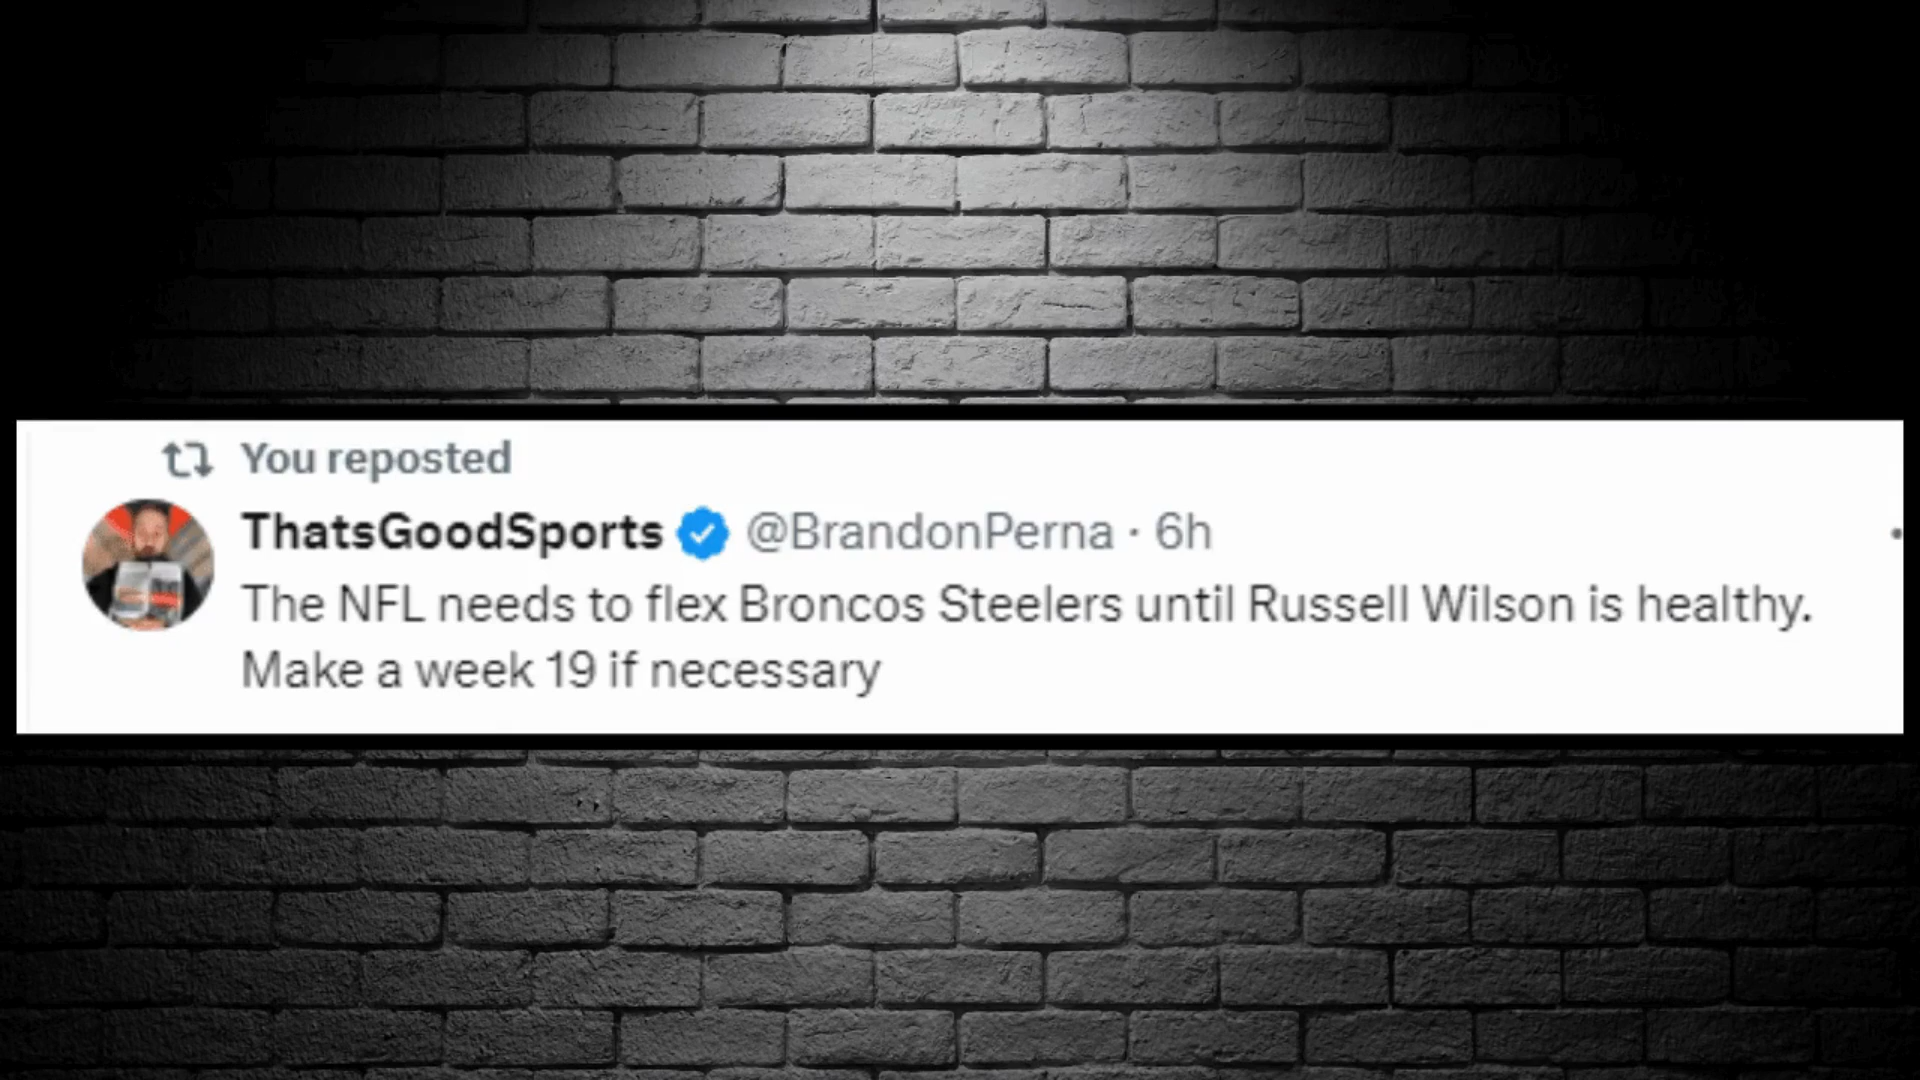 You reposted
ThatsGoodSports @BrandonPerna · 6h
The NFL needs to flex Broncos Steelers until Russell Wilson is healthy.
Make a week 19 if necessary